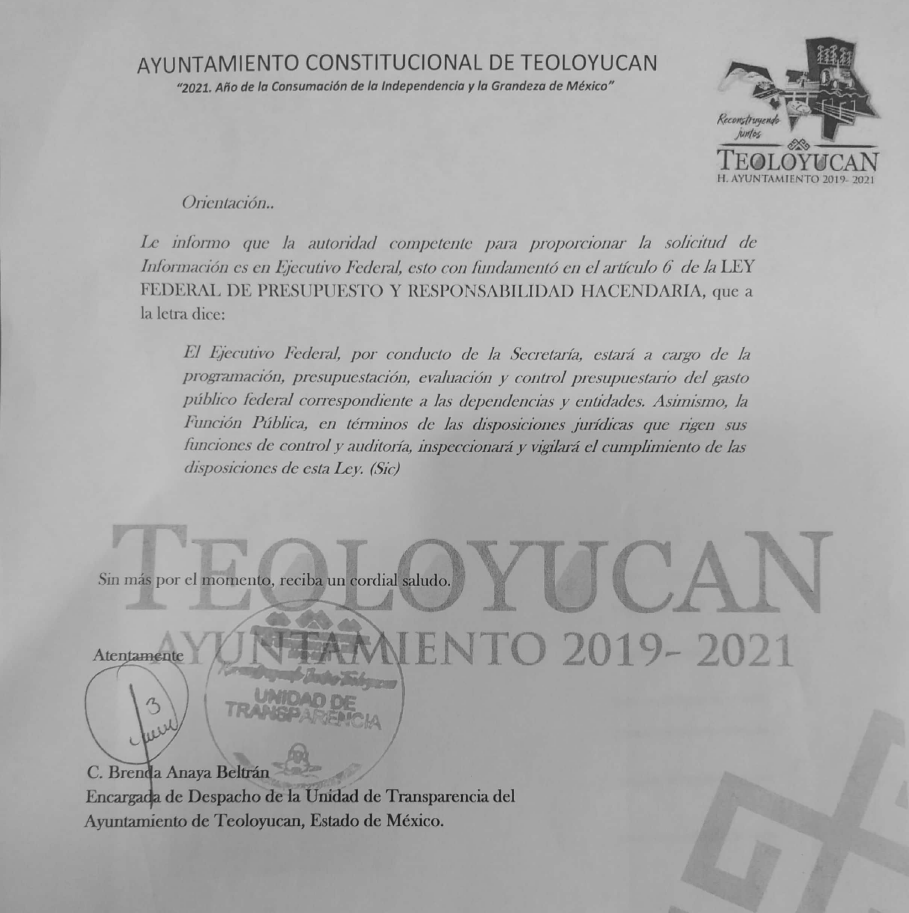 AYUNTAMIENTO CONSTITUCIONAL DE TEOLOYUCAN
"2021. Año de la Consumación de la Independencia y la Grandeza de México"
Reconstruyendo
juntos
TEOLOYUCAN
H. AYUNTAMIENTO 2019- 2021
Orientación..
Le informo que la autoridad competente para proporcionar la solicitud de
Información es en Ejecutivo Federal, esto con fundamentó en el artículo 6 de la LEY
FEDERAL DE PRESUPUESTO Y RESPONSABILIDAD HACENDARIA, que a
la letra dice:
El Ejecutivo Federal, por conducto de la Secretaría, estará a cargo de la
programación, presupuestación, evaluación y control presupuestario del gasto
público federal correspondiente a las dependencias y entidades. Asimismo, la
Función Pública, en términos de las disposiciones jurídicas que rigen sus
funciones de control y auditoría, inspeccionará y vigilará el cumplimiento de las
disposiciones de esta Ley. (Sic)
TEOLOYUCAN
Sin más por el momento, reciba un cordial saludo.
AYUNTAMIENTO 2019- 2021
Atentamente
Reconstruyendo Juntos Teoloyucan
UNIDAD DE
TRANSPARENCIA
C. Brenda Anaya Beltrán
Encargada de Despacho de la Unidad de Transparencia del
Ayuntamiento de Teoloyucan, Estado de México.